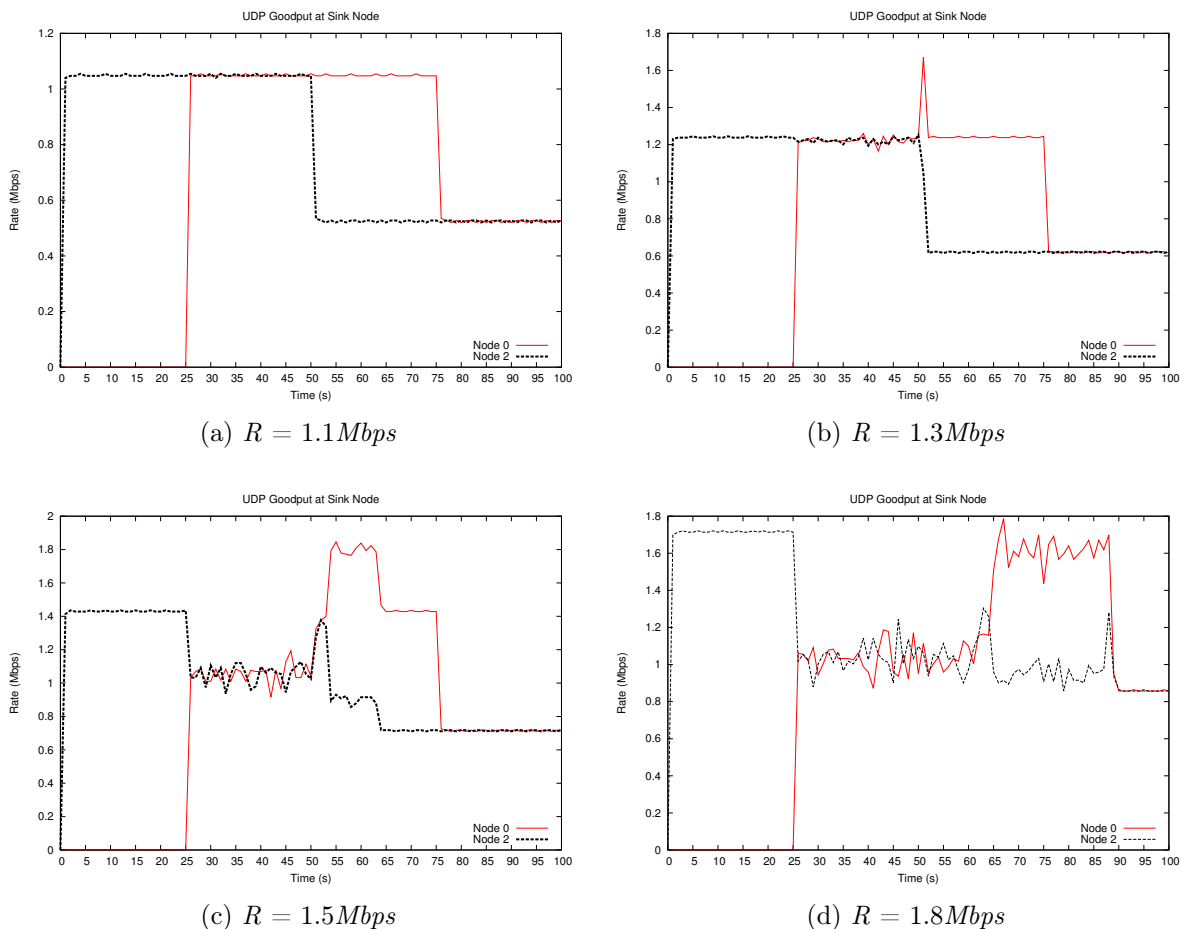 UDP Goodput at Sink Node
1.2
1
0.8
0.6
0.4
0.2
0
Rate (Mbps)
0 5 10 15 20 25 30 35 40 45 50 55 60 65 70 75 80 85 90 95 100
Time (s)
Node 0
Node 2
(a) R = 1.1Mbps
UDP Goodput at Sink Node
1.8
1.6
1.4
1.2
1
0.8
0.6
0.4
0.2
0
Rate (Mbps)
0 5 10 15 20 25 30 35 40 45 50 55 60 65 70 75 80 85 90 95 100
Time (s)
Node 0
Node 2
(b) R = 1.3Mbps
UDP Goodput at Sink Node
2
1.8
1.6
1.4
1.2
1
0.8
0.6
0.4
0.2
0
Rate (Mbps)
0 5 10 15 20 25 30 35 40 45 50 55 60 65 70 75 80 85 90 95 100
Time (s)
Node 0
Node 2
(c) R = 1.5Mbps
UDP Goodput at Sink Node
1.8
1.6
1.4
1.2
1
0.8
0.6
0.4
0.2
0
Rate (Mbps)
0 5 10 15 20 25 30 35 40 45 50 55 60 65 70 75 80 85 90 95 100
Time (s)
Node 0
Node 2
(d) R = 1.8Mbps